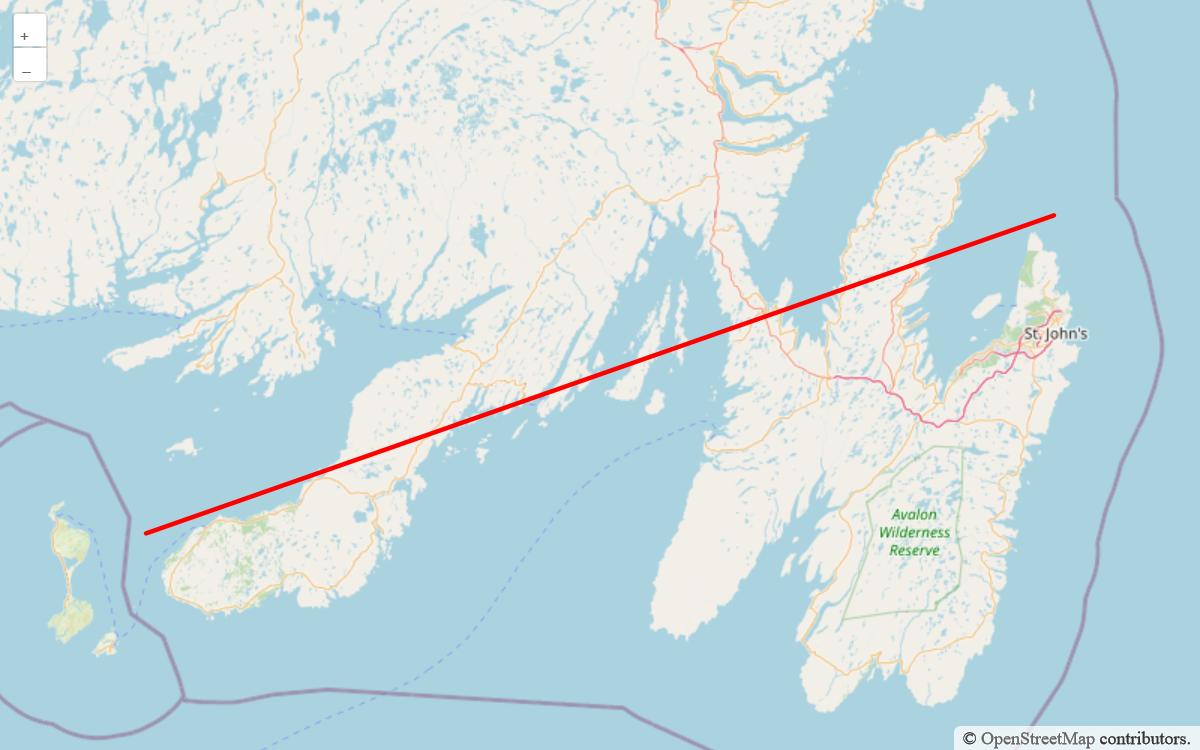 +
–
St. John's
Avalon
Wilderness
Reserve
© OpenStreetMap contributors.